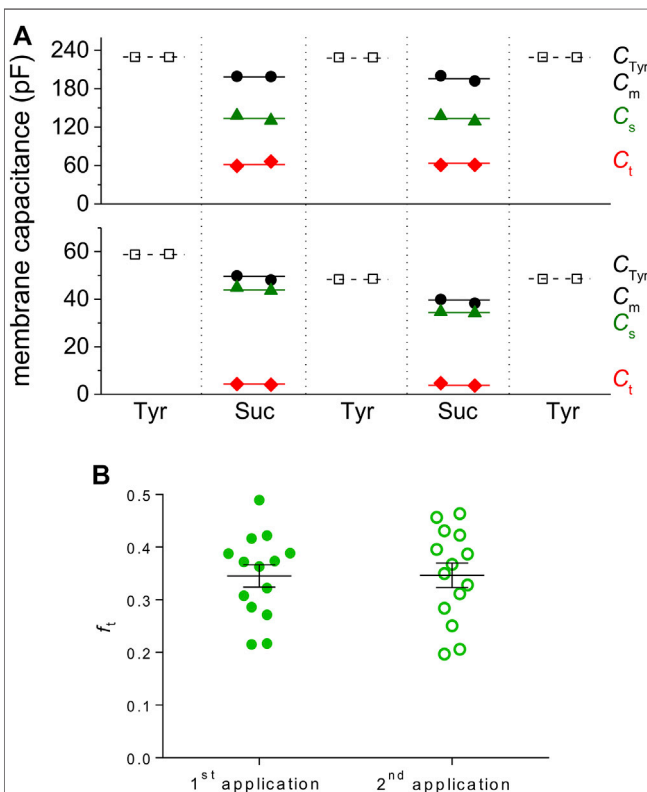 A
membrane capacitance (pF)
240
180
120
60
0
C_Tyr
C_m
C_s
C_t
60
40
20
0
C_Tyr
C_m
C_s
C_t
Tyr Suc Tyr Suc Tyr
B
f_t
0.5
0.4
0.3
0.2
0.1
0.0
1st application 2nd application